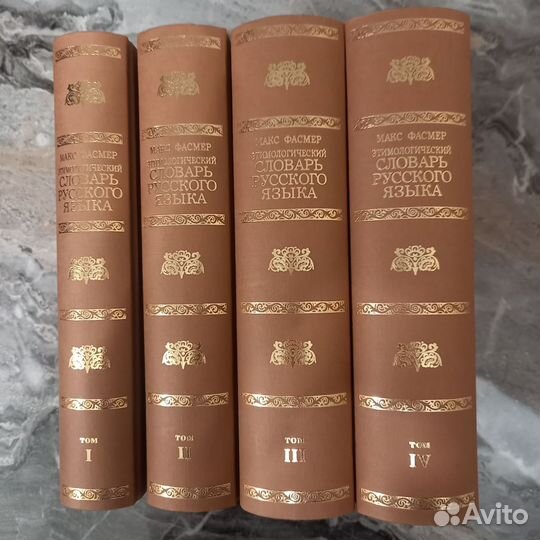 МАКС ФАСМЕР
ЭТИМОЛОГИЧЕСКИЙ
СЛОВАРЬ
РУССКОГО
ЯЗЫКА
ТОМ
I
МАКС ФАСМЕР
ЭТИМОЛОГИЧЕСКИЙ
СЛОВАРЬ
РУССКОГО
ЯЗЫКА
ТОМ
II
МАКС ФАСМЕР
ЭТИМОЛОГИЧЕСКИЙ
СЛОВАРЬ
РУССКОГО
ЯЗЫКА
ТОМ
III
МАКС ФАСМЕР
ЭТИМОЛОГИЧЕСКИЙ
СЛОВАРЬ
РУССКОГО
ЯЗЫКА
ТОМ
IV
Avito